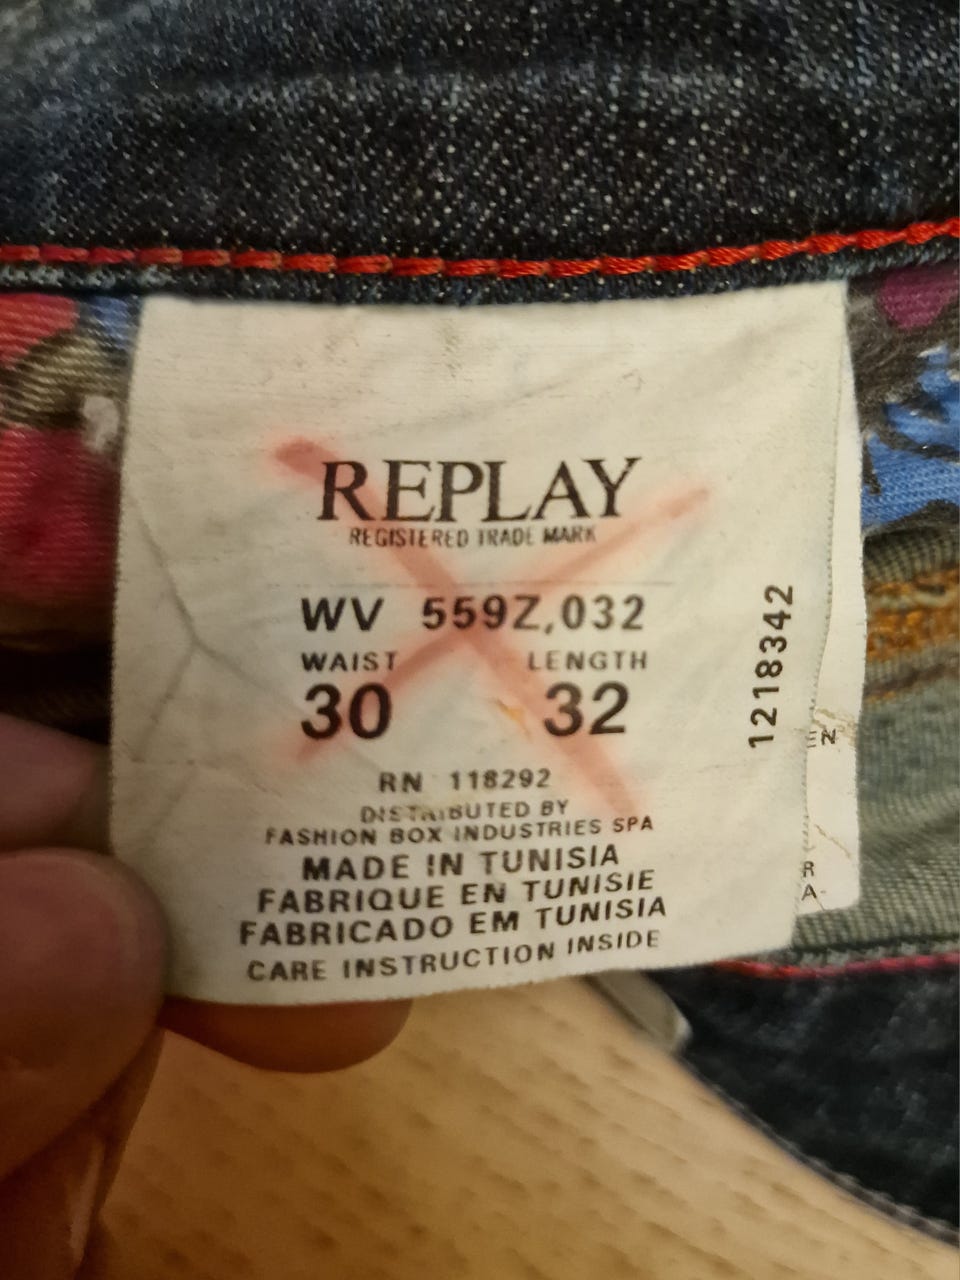 REPLAY
REGISTERED TRADE MARK
WV 559Z,032
WAIST LENGTH
30 32
RN 118292
DISTRIBUTED BY
FASHION BOX INDUSTRIES SPA
MADE IN TUNISIA
FABRIQUE EN TUNISIE
FABRICADO EM TUNISIA
CARE INSTRUCTION INSIDE
1218342
EN
R
A-